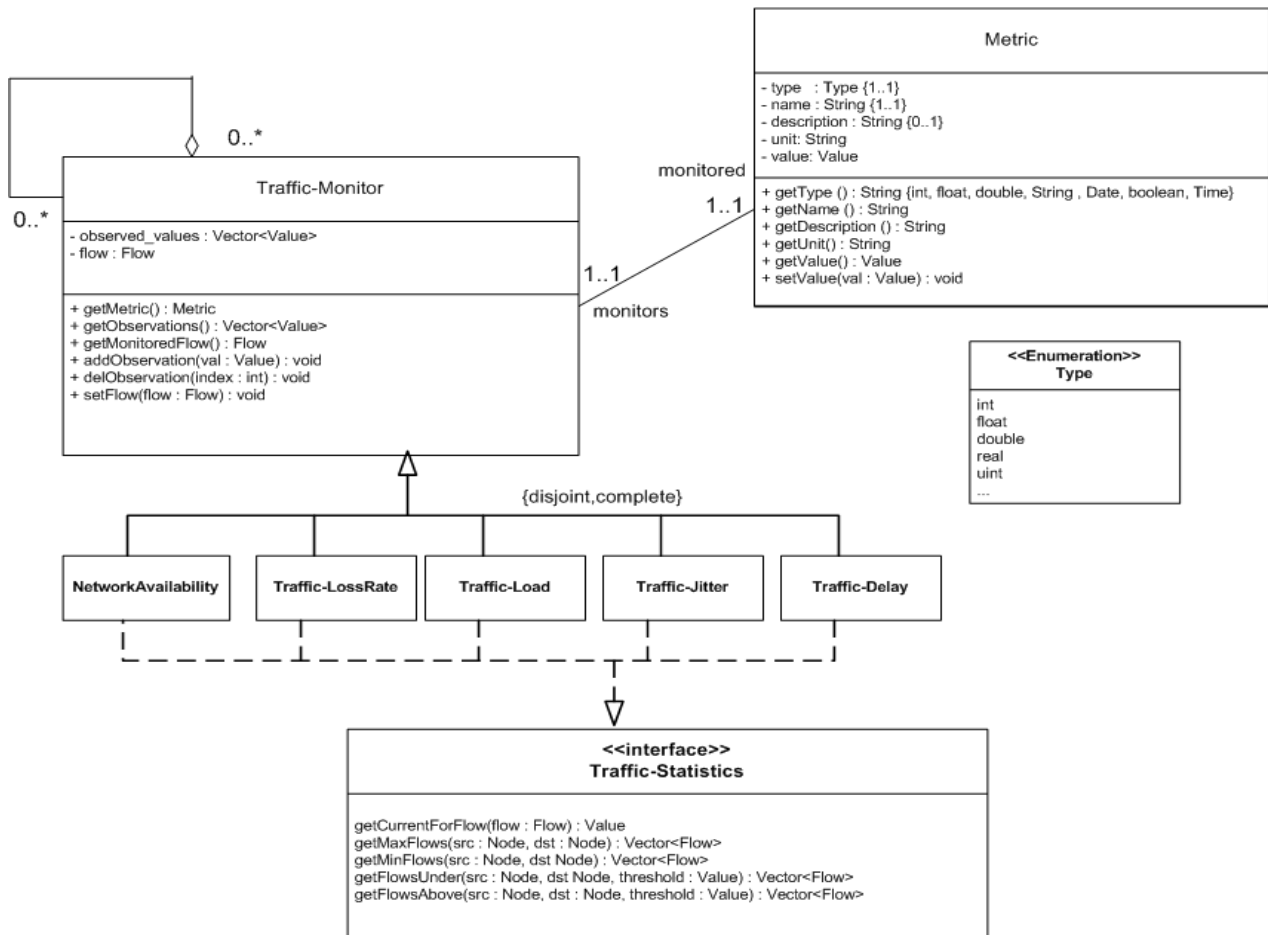 Metric
- type : Type {1..1}
- name : String {1..1}
- description : String {0..1}
- unit: String
- value: Value
+ getType () : String {int, float, double, String , Date, boolean, Time}
+ getName () : String
+ getDescription () : String
+ getUnit() : String
+ getValue() : Value
+ setValue(val : Value) : void
0..*
0..*
Traffic-Monitor
- observed_values : Vector<Value>
- flow : Flow
+ getMetric() : Metric
+ getObservations() : Vector<Value>
+ getMonitoredFlow() : Flow
+ addObservation(val : Value) : void
+ delObservation(index : int) : void
+ setFlow(flow : Flow) : void
monitored
1..1
1..1
monitors
<<Enumeration>>
Type
int
float
double
real
uint
...
{disjoint,complete}
NetworkAvailability
Traffic-LossRate
Traffic-Load
Traffic-Jitter
Traffic-Delay
<<interface>>
Traffic-Statistics
getCurrentForFlow(flow : Flow) : Value
getMaxFlows(src : Node, dst : Node) : Vector<Flow>
getMinFlows(src : Node, dst Node) : Vector<Flow>
getFlowsUnder(src : Node, dst Node, threshold : Value) : Vector<Flow>
getFlowsAbove(src : Node, dst : Node, threshold : Value) : Vector<Flow>